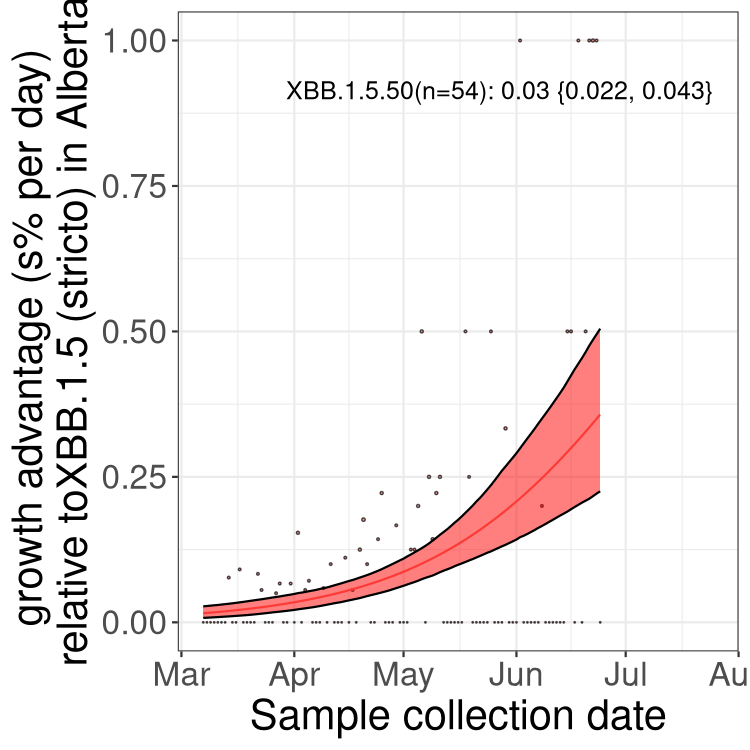 growth advantage (s% per day)
relative toXBB.1.5 (stricto) in Alberta
1.00
XBB.1.5.50(n=54): 0.03 {0.022, 0.043}
0.75
0.50
0.25
0.00
Mar Apr May Jun Jul Au
Sample collection date